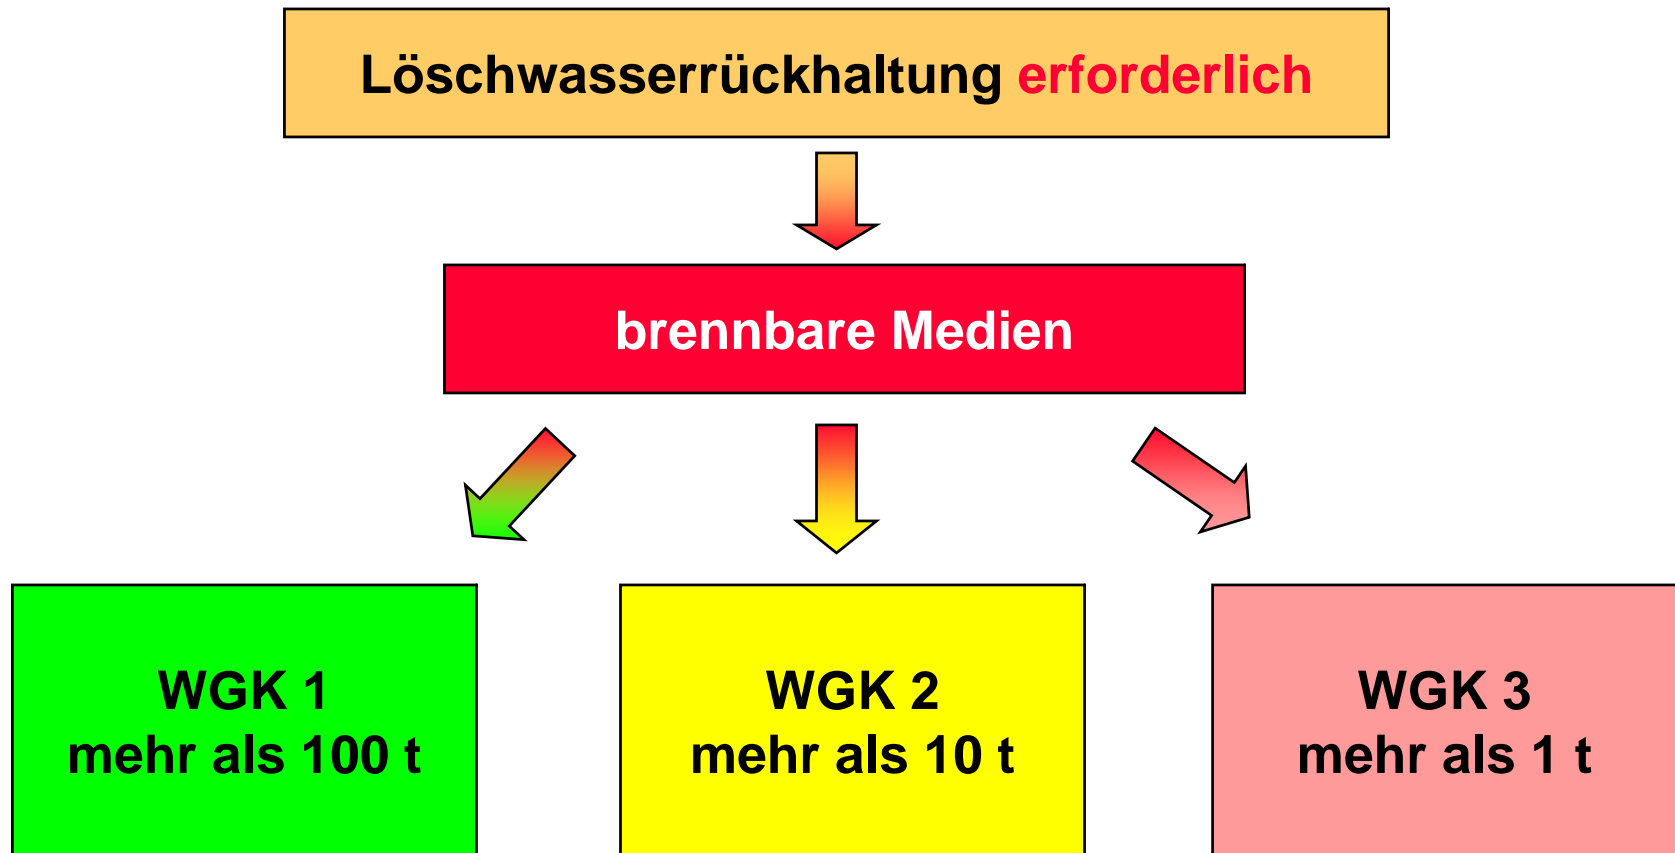 Löschwasserrückhaltung erforderlich
brennbare Medien
WGK 1
mehr als 100 t
WGK 2
mehr als 10 t
WGK 3
mehr als 1 t